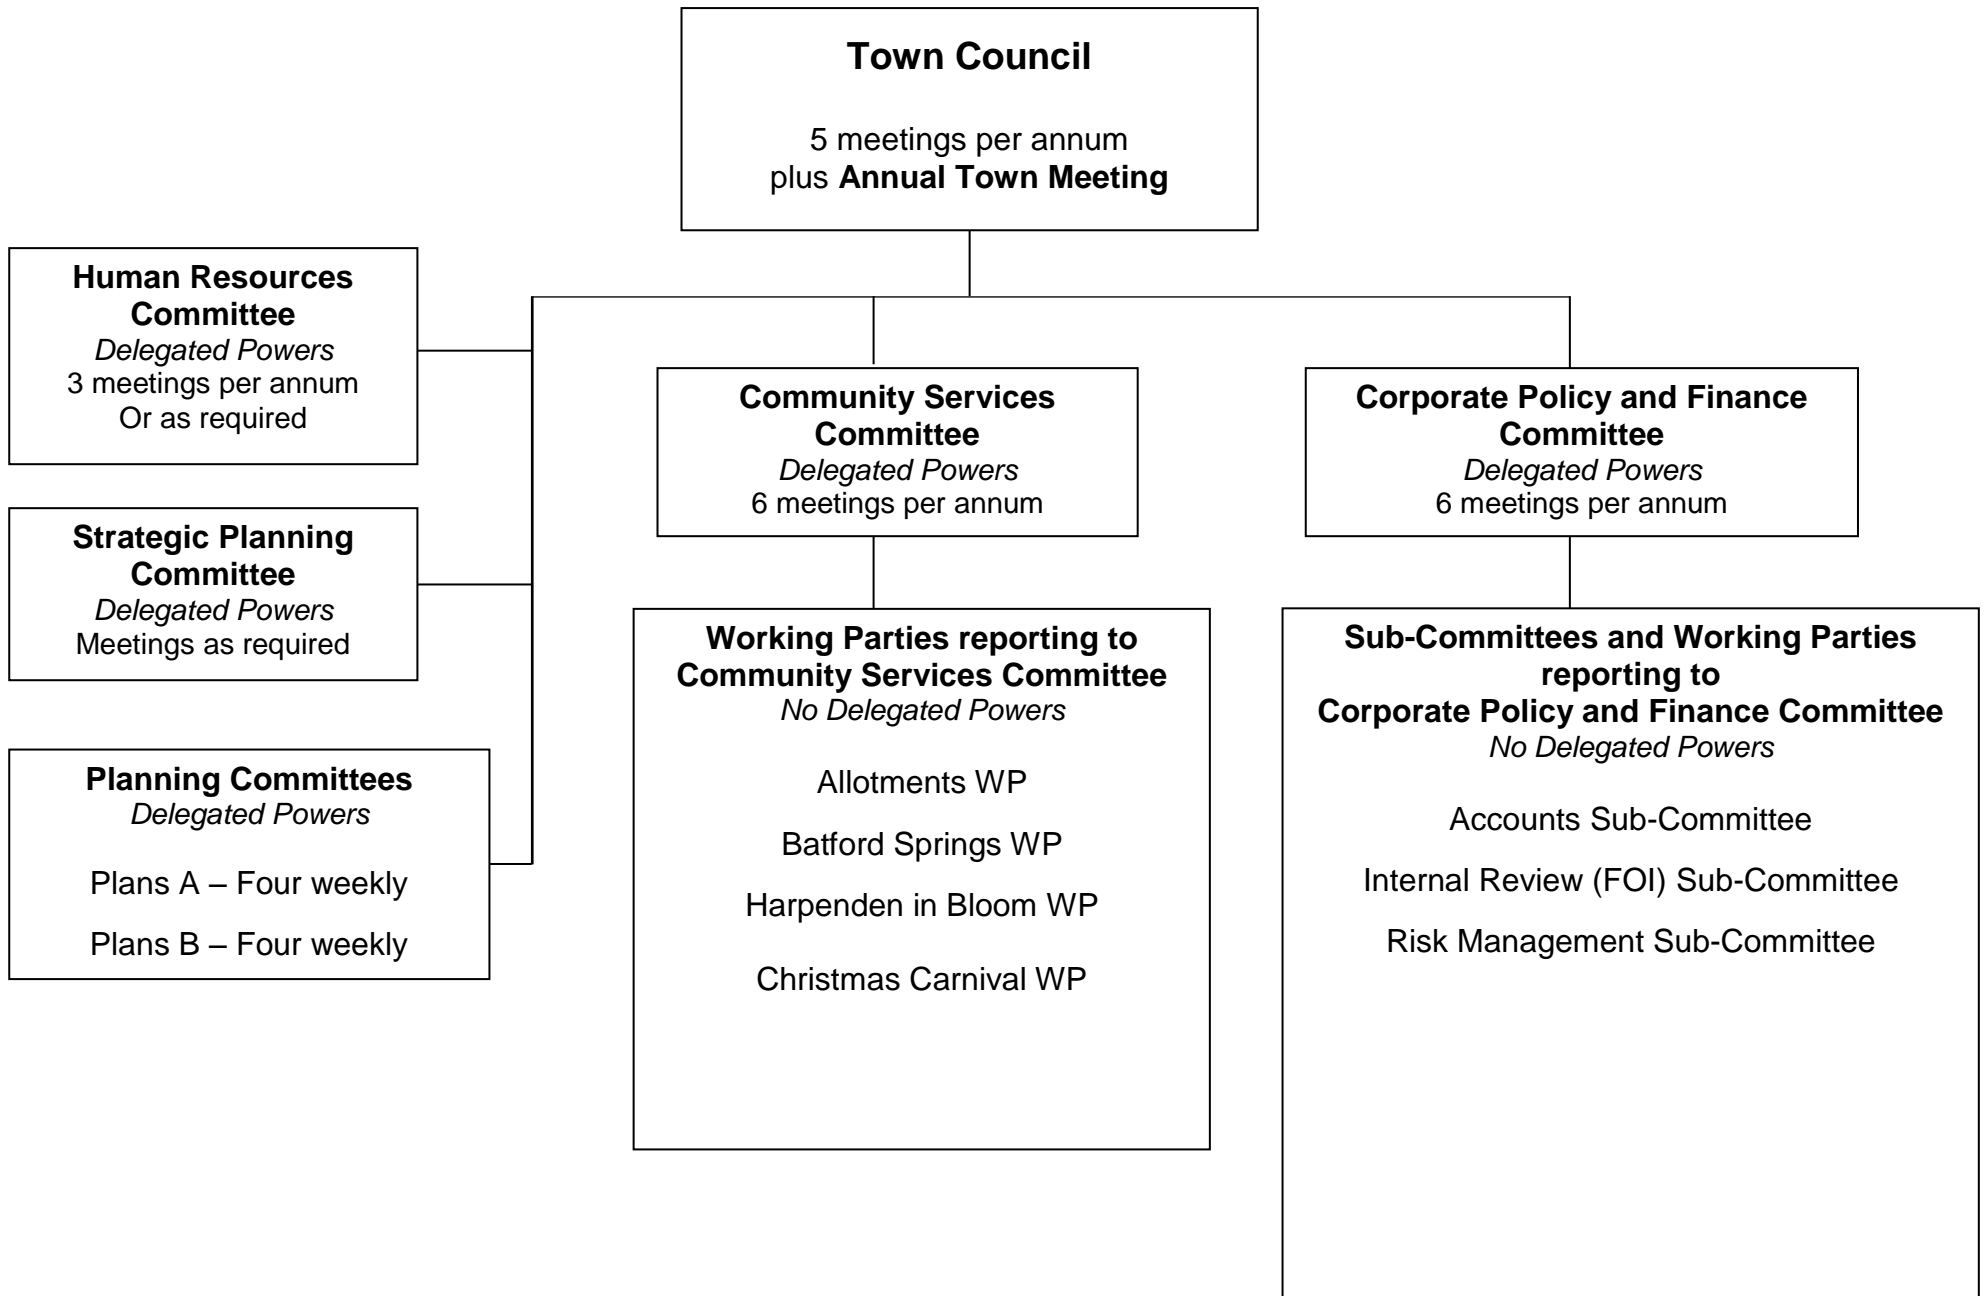 Town Council
5 meetings per annum
plus Annual Town Meeting
Human Resources
Committee
Delegated Powers
3 meetings per annum
Or as required
Strategic Planning
Committee
Delegated Powers
Meetings as required
Planning Committees
Delegated Powers
Plans A – Four weekly
Plans B – Four weekly
Community Services
Committee
Delegated Powers
6 meetings per annum
Working Parties reporting to
Community Services Committee
No Delegated Powers
Allotments WP
Batford Springs WP
Harpenden in Bloom WP
Christmas Carnival WP
Corporate Policy and Finance
Committee
Delegated Powers
6 meetings per annum
Sub-Committees and Working Parties
reporting to
Corporate Policy and Finance Committee
No Delegated Powers
Accounts Sub-Committee
Internal Review (FOI) Sub-Committee
Risk Management Sub-Committee